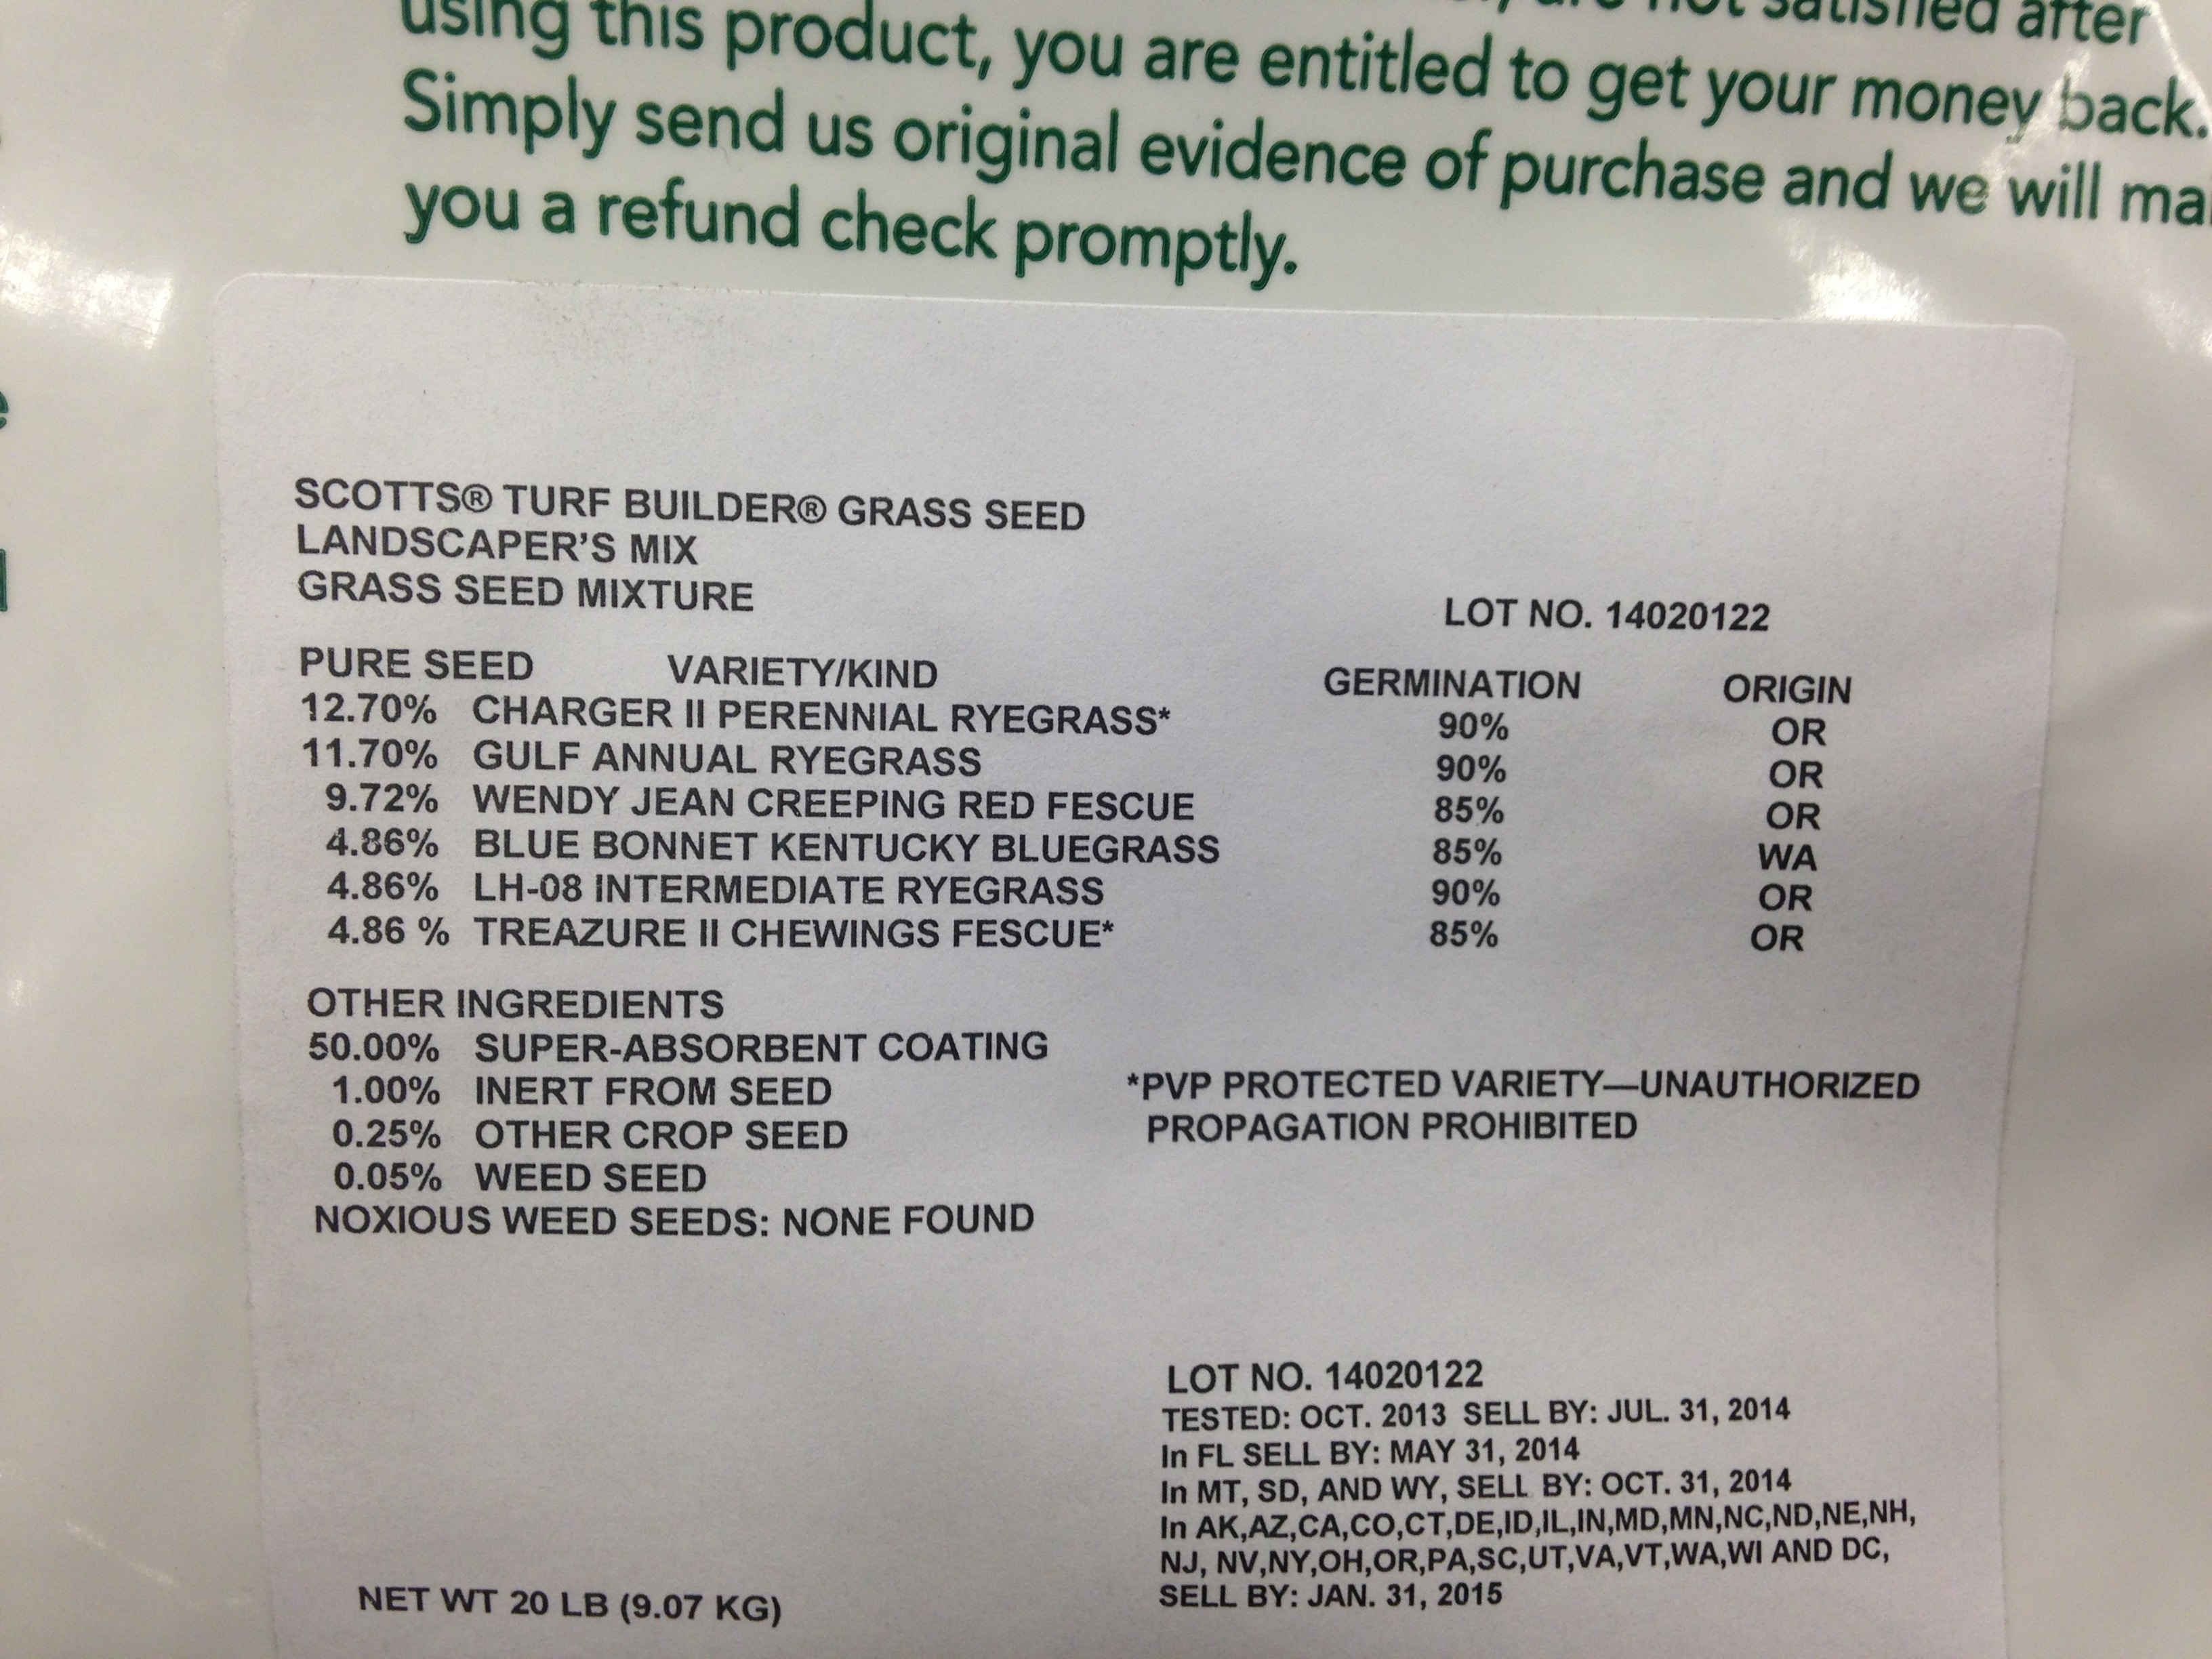 not satisfied after
using this product, you are entitled to get your money back.
Simply send us original evidence of purchase and we will
you a refund check promptly.
SCOTTS® TURF BUILDER® GRASS SEED
LANDSCAPER'S MIX
GRASS SEED MIXTURE
LOT NO. 14020122
PURE SEED VARIETY/KIND GERMINATION ORIGIN
12.70% CHARGER II PERENNIAL RYEGRASS* 90% OR
11.70% GULF ANNUAL RYEGRASS 90% OR
9.72% WENDY JEAN CREEPING RED FESCUE 85% OR
4.86% BLUE BONNET KENTUCKY BLUEGRASS 85% WA
4.86% LH-08 INTERMEDIATE RYEGRASS 90% OR
4.86 % TREAZURE II CHEWINGS FESCUE* 85% OR
OTHER INGREDIENTS
50.00% SUPER-ABSORBENT COATING
1.00% INERT FROM SEED
0.25% OTHER CROP SEED
0.05% WEED SEED
NOXIOUS WEED SEEDS: NONE FOUND
*PVP PROTECTED VARIETY—UNAUTHORIZED
PROPAGATION PROHIBITED
LOT NO. 14020122
TESTED: OCT. 2013 SELL BY: JUL. 31, 2014
In FL SELL BY: MAY 31, 2014
In MT, SD, AND WY, SELL BY: OCT. 31, 2014
In AK,AZ,CA,CO,CT,DE,ID,IL,IN,MD,MN,NC,ND,NE,NH,
NJ, NV,NY,OH,OR,PA,SC,UT,VA,VT,WA,WI AND DC,
SELL BY: JAN. 31, 2015
NET WT 20 LB (9.07 KG)